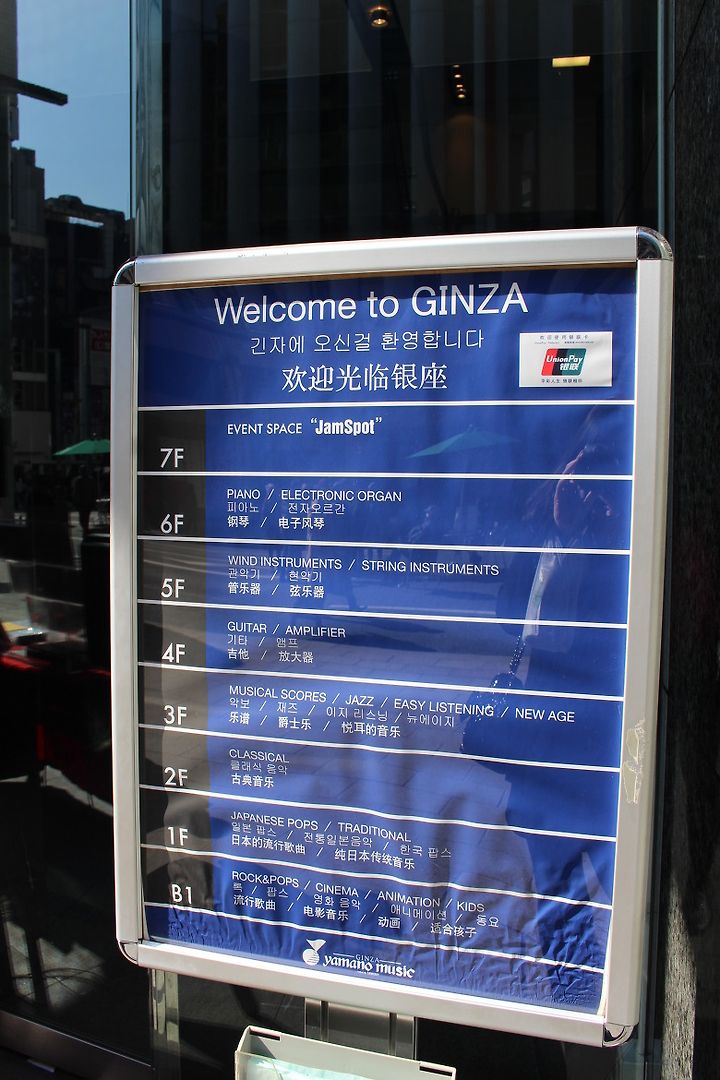 Welcome to GINZA
긴자에 오신걸 환영합니다
欢迎光临银座
欢迎使用银联卡
UnionPay
银联
7F
EVENT SPACE "JamSpot"
6F
PIANO / ELECTRONIC ORGAN
피아노 / 전자오르간
钢琴 / 电子风琴
5F
WIND INSTRUMENTS / STRING INSTRUMENTS
관악기 / 현악기
管乐器 / 弦乐器
4F
GUITAR / AMPLIFIER
기타 / 앰프
吉他 / 放大器
3F
MUSICAL SCORES / JAZZ / EASY LISTENING / NEW AGE
악보 / 재즈 / 이지 리스닝 / 뉴에이지
乐谱 / 爵士乐 / 悦耳的音乐
2F
CLASSICAL
클래식 음악
古典音乐
1F
JAPANESE POPS / TRADITIONAL
일본 팝스 / 전통일본음악 / 한국 팝스
日本的流行歌曲 / 纯日本传统音乐
B1
ROCK&POPS / CINEMA / ANIMATION / KIDS
록 / 팝스 / 영화 음악 / 애니메이션 / 동요
流行歌曲 / 电影音乐 / 动画 / 适合孩子
GINZA
yamano music